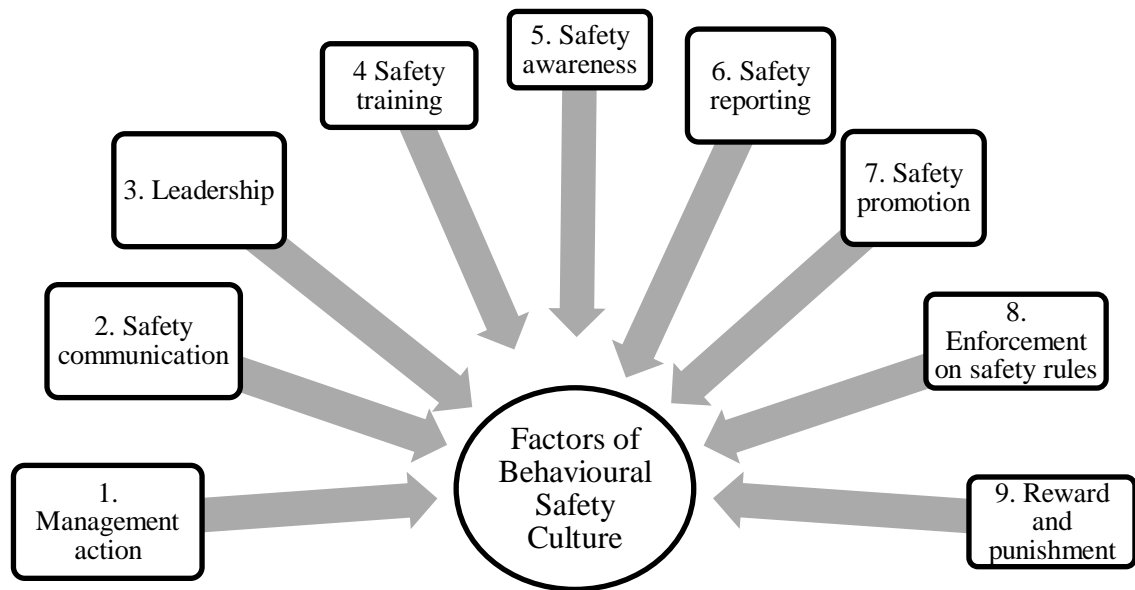 1.
Management
action
2. Safety
communication
3. Leadership
4 Safety
training
5. Safety
awareness
6. Safety
reporting
7. Safety
promotion
8.
Enforcement
on safety rules
9. Reward
and
punishment
Factors of
Behavioural
Safety
Culture